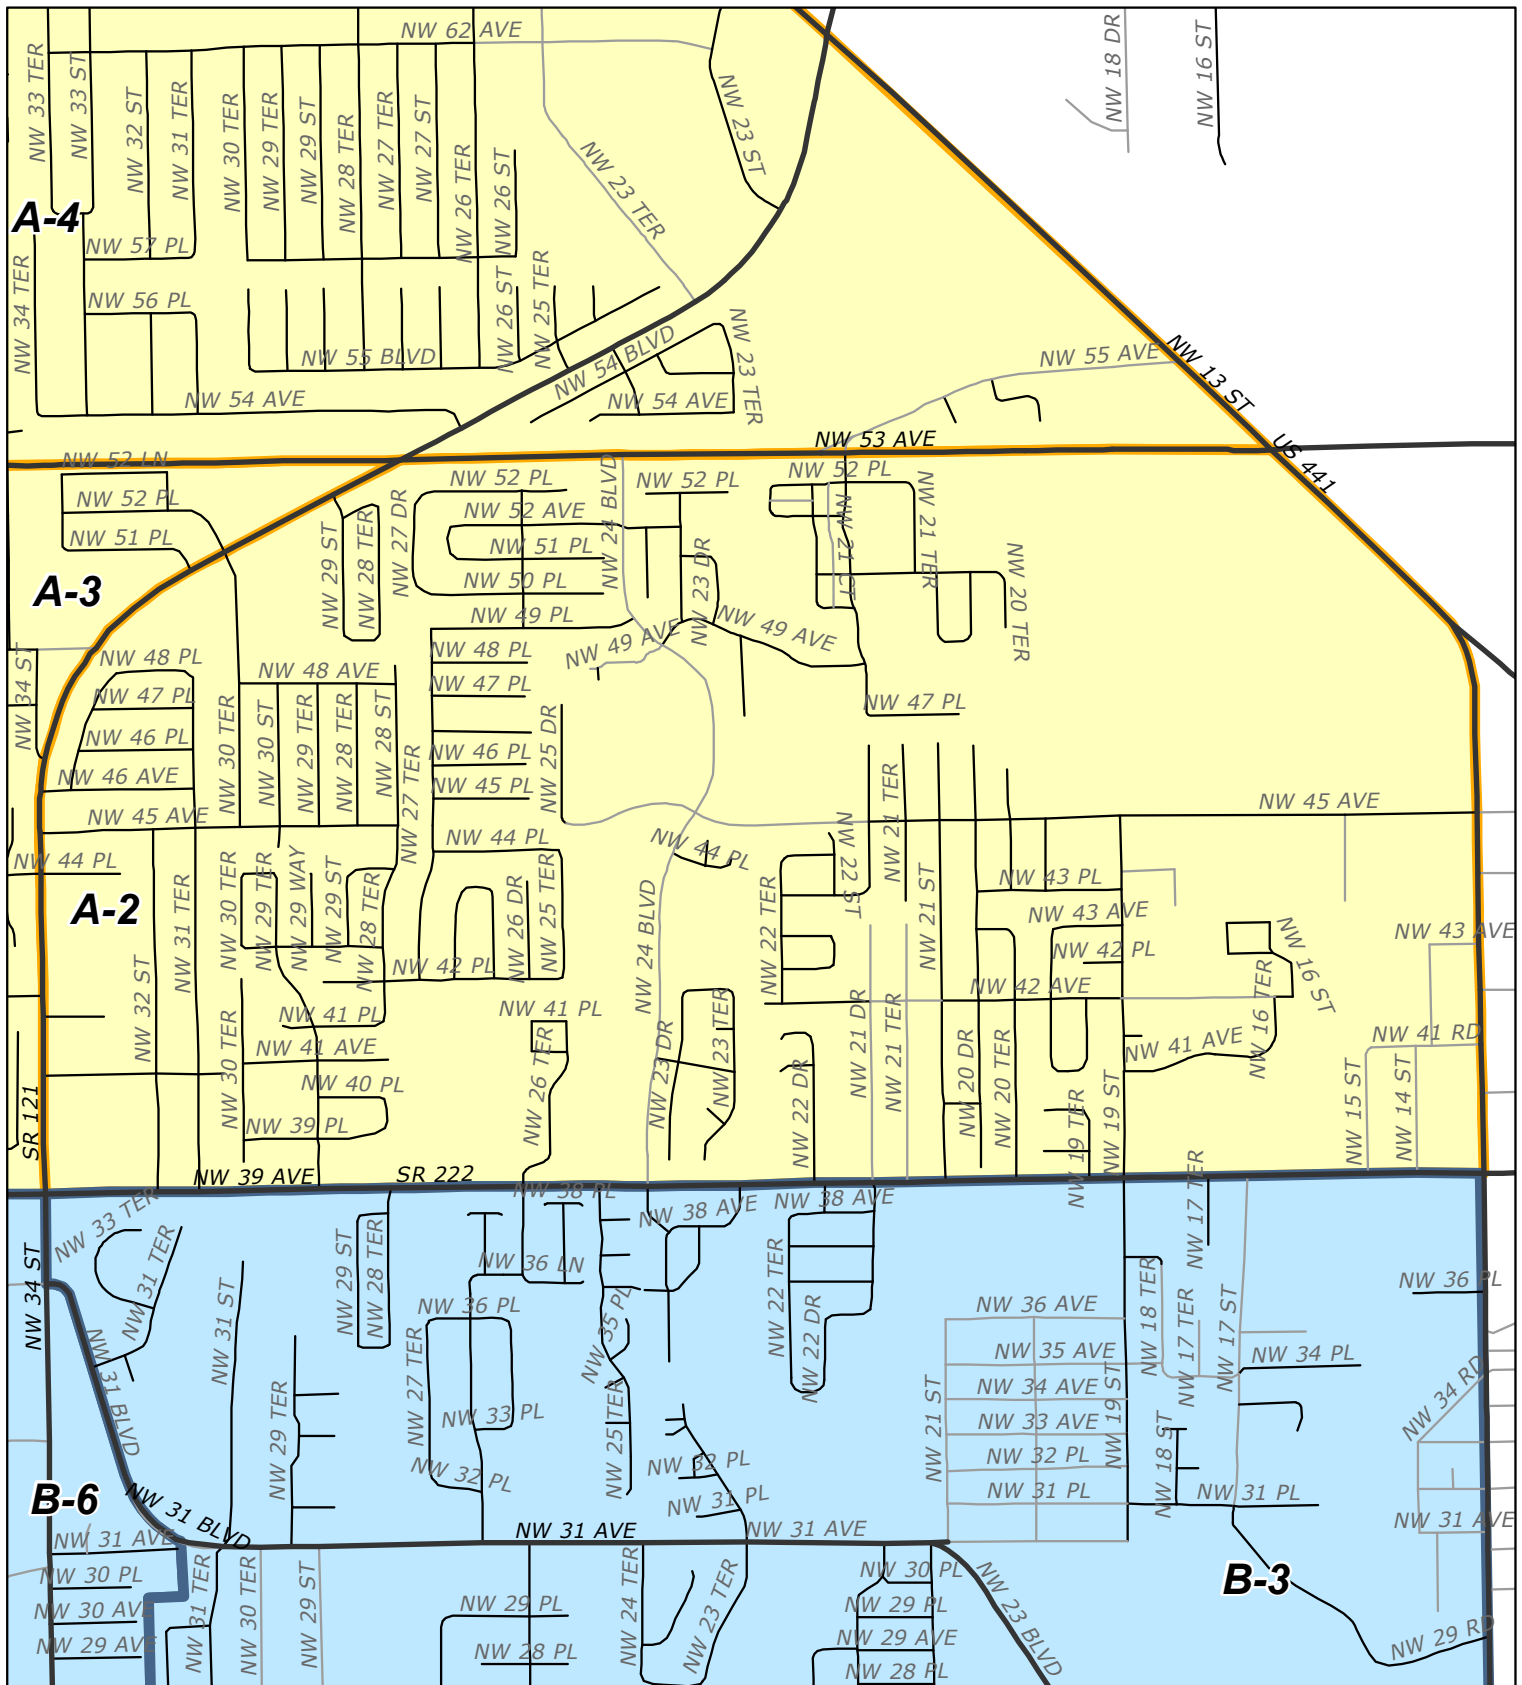 NW 62 AVE
NW 18 DR
NW 16 ST
NW 33 TER
NW 33 ST
NW 32 ST
NW 31 TER
NW 30 TER
NW 29 TER
NW 29 ST
NW 28 TER
NW 27 TER
NW 27 ST
NW 26 TER
NW 26 ST
NW 23 TER
NW 23 ST
A-4
NW 57 PL
NW 34 TER
NW 56 PL
NW 26 ST
NW 25 TER
NW 55 BLVD
NW 54 BLVD
NW 23 TER
NW 55 AVE
NW 13 ST
NW 54 AVE
NW 54 AVE
NW 53 AVE
US 441
NW 52 LN
NW 52 PL
NW 51 PL
NW 29 ST
NW 28 TER
NW 27 DR
NW 52 PL
NW 52 AVE
NW 51 PL
NW 50 PL
NW 24 BLVD
NW 52 PL
NW 23 DR
NW 52 PL
NW 21 CT
NW 21 TER
NW 20 TER
A-3
NW 49 PL
NW 49 AVE
NW 49 AVE
NW 34 ST
NW 48 PL
NW 47 PL
NW 46 PL
NW 46 AVE
NW 45 AVE
NW 48 AVE
NW 30 TER
NW 30 ST
NW 29 TER
NW 28 TER
NW 28 ST
NW 27 TER
NW 48 PL
NW 47 PL
NW 46 PL
NW 45 PL
NW 25 DR
NW 47 PL
NW 45 AVE
NW 44 PL
NW 44 PL
NW 44 PL
NW 22 ST
NW 21 TER
A-2
NW 32 ST
NW 31 TER
NW 30 TER
NW 29 TER
NW 29 WAY
NW 29 ST
NW 28 TER
NW 26 DR
NW 25 TER
NW 42 PL
NW 24 BLVD
NW 22 TER
NW 21 ST
NW 43 PL
NW 43 AVE
NW 42 PL
NW 42 AVE
NW 16 ST
NW 16 TER
NW 43 AVE
NW 41 RD
NW 41 PL
NW 41 AVE
NW 40 PL
NW 39 PL
NW 30 TER
NW 41 PL
NW 26 TER
NW 23 DR
NW 23 TER
NW 22 DR
NW 21 DR
NW 21 TER
NW 20 DR
NW 20 TER
NW 41 AVE
NW 19 TER
NW 19 ST
NW 15 ST
NW 14 ST
SR 121
NW 39 AVE
SR 222
NW 17 TER
NW 33 TER
NW 31 TER
NW 34 ST
NW 31 ST
NW 29 ST
NW 28 TER
NW 38 PL
NW 36 LN
NW 38 AVE
NW 38 AVE
NW 22 TER
NW 22 DR
NW 36 PL
NW 36 PL
NW 35 PL
NW 36 AVE
NW 35 AVE
NW 34 AVE
NW 33 AVE
NW 32 PL
NW 31 PL
NW 21 ST
NW 19 ST
NW 18 TER
NW 17 TER
NW 17 ST
NW 34 PL
NW 34 RD
NW 31 BLVD
NW 29 TER
NW 27 TER
NW 33 PL
NW 32 PL
NW 25 TER
NW 32 PL
NW 31 PL
NW 18 ST
NW 31 PL
B-6
NW 31 BLVD
NW 31 AVE
NW 31 AVE
NW 31 AVE
NW 31 AVE
NW 30 PL
NW 30 AVE
NW 29 AVE
NW 31 TER
NW 30 TER
NW 29 ST
NW 29 PL
NW 28 PL
NW 24 TER
NW 23 TER
NW 30 PL
NW 29 PL
NW 29 AVE
NW 28 PL
NW 23 BLVD
B-3
NW 29 RD